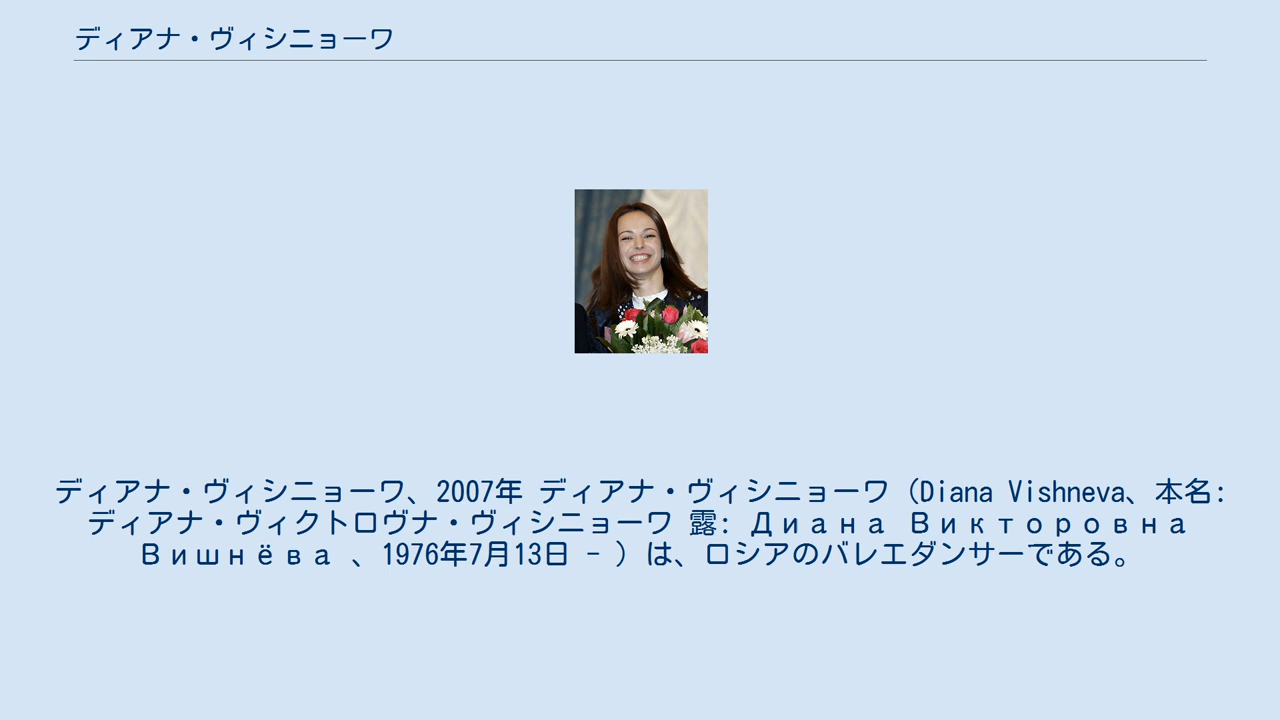 ディアナ・ヴィシニョーワ
ディアナ・ヴィシニョーワ、2007年 ディアナ・ヴィシニョーワ（Diana Vishneva、本名:
ディアナ・ヴィクトロヴナ・ヴィシニョーワ 露: Диана Викторовна
Вишнёва 、1976年7月13日 - ）は、ロシアのバレエダンサーである。